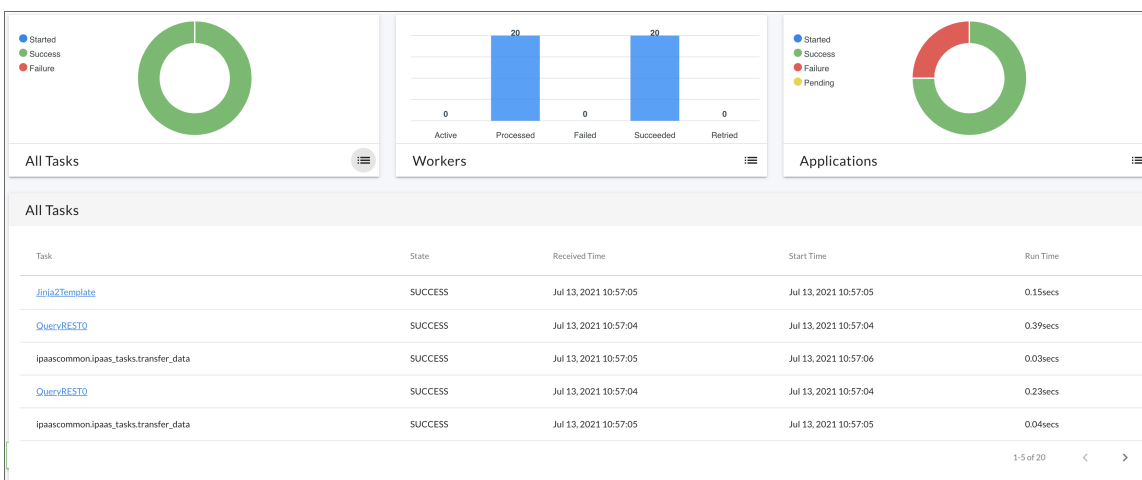 Started
Success
Failure
All Tasks
20 20
0 0 0
Active Processed Failed Succeeded Retried
Workers
Started
Success
Failure
Pending
Applications
All Tasks
Task State Received Time Start Time Run Time
Jinja2Template SUCCESS Jul 13, 2021 10:57:05 Jul 13, 2021 10:57:05 0.15secs
QueryREST0 SUCCESS Jul 13, 2021 10:57:04 Jul 13, 2021 10:57:04 0.39secs
ipaascommon.ipaas_tasks.transfer_data SUCCESS Jul 13, 2021 10:57:05 Jul 13, 2021 10:57:06 0.03secs
QueryREST0 SUCCESS Jul 13, 2021 10:57:04 Jul 13, 2021 10:57:04 0.23secs
ipaascommon.ipaas_tasks.transfer_data SUCCESS Jul 13, 2021 10:57:05 Jul 13, 2021 10:57:05 0.04secs
1-5 of 20